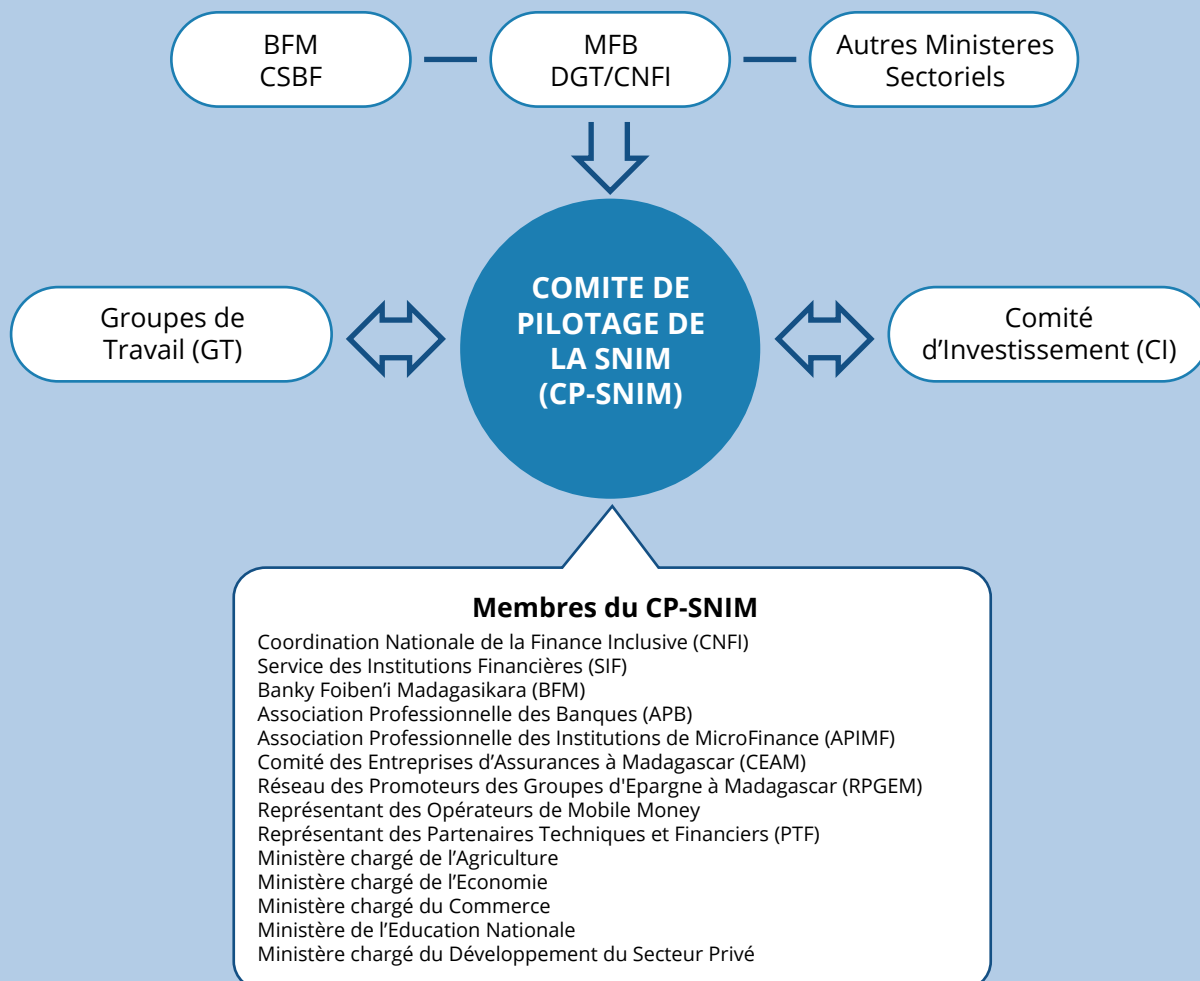 BFM
CSBF
MFB
DGT/CNFI
Autres Ministeres
Sectoriels
Groupes de
Travail (GT)
COMITE DE
PILOTAGE DE
LA SNIM
(CP-SNIM)
Comité
d’Investissement (CI)
Membres du CP-SNIM
Coordination Nationale de la Finance Inclusive (CNFI)
Service des Institutions Financières (SIF)
Banky Foiben’i Madagasikara (BFM)
Association Professionnelle des Banques (APB)
Association Professionnelle des Institutions de MicroFinance (APIMF)
Comité des Entreprises d’Assurances à Madagascar (CEAM)
Réseau des Promoteurs des Groupes d'Epargne à Madagascar (RPGEM)
Représentant des Opérateurs de Mobile Money
Représentant des Partenaires Techniques et Financiers (PTF)
Ministère chargé de l’Agriculture
Ministère chargé de l’Economie
Ministère chargé du Commerce
Ministère de l’Education Nationale
Ministère chargé du Développement du Secteur Privé